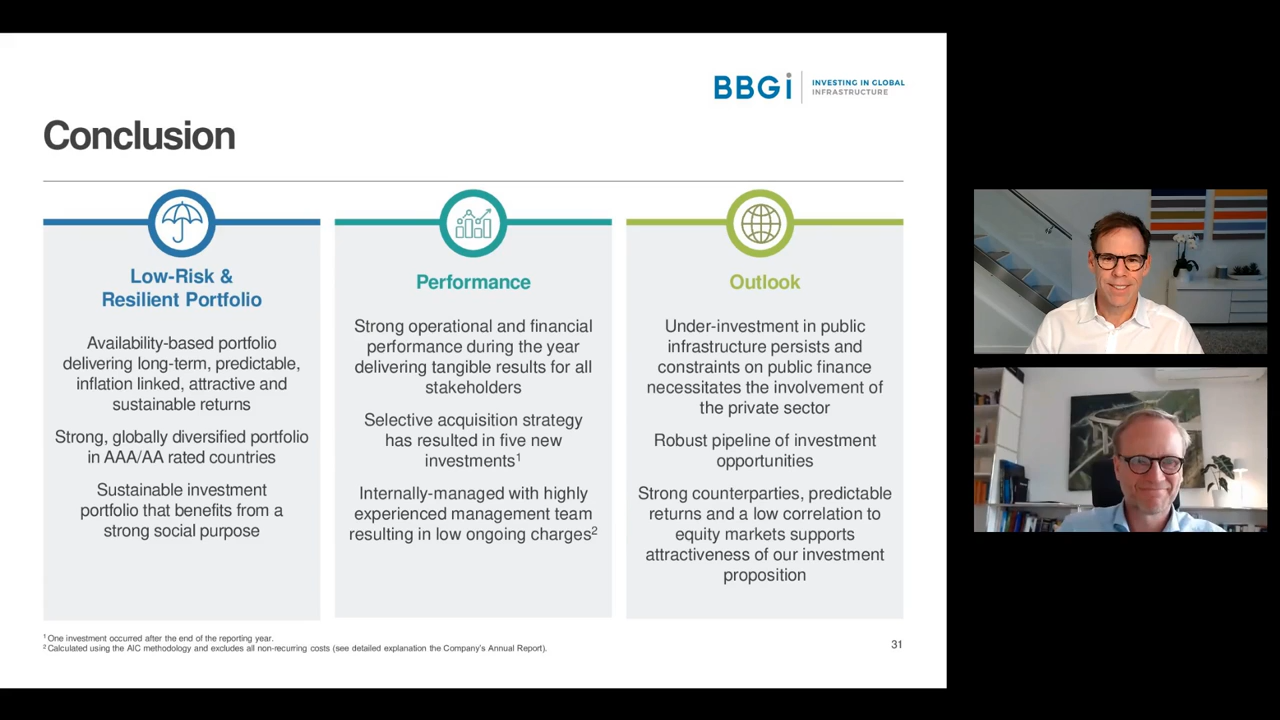 BBGi
INVESTING IN GLOBAL
INFRASTRUCTURE
Conclusion
Low-Risk &
Resilient Portfolio
Availability-based portfolio
delivering long-term, predictable,
inflation linked, attractive and
sustainable returns
Strong, globally diversified portfolio
in AAA/AA rated countries
Sustainable investment
portfolio that benefits from a
strong social purpose
Performance
Strong operational and financial
performance during the year
delivering tangible results for all
stakeholders
Selective acquisition strategy
has resulted in five new
investments¹
Internally-managed with highly
experienced management team
resulting in low ongoing charges²
Outlook
Under-investment in public
infrastructure persists and
constraints on public finance
necessitates the involvement of
the private sector
Robust pipeline of investment
opportunities
Strong counterparties, predictable
returns and a low correlation to
equity markets supports
attractiveness of our investment
proposition
¹ One investment occurred after the end of the reporting year.
² Calculated using the AIC methodology and excludes all non-recurring costs (see detailed explanation the Company's Annual Report).
31